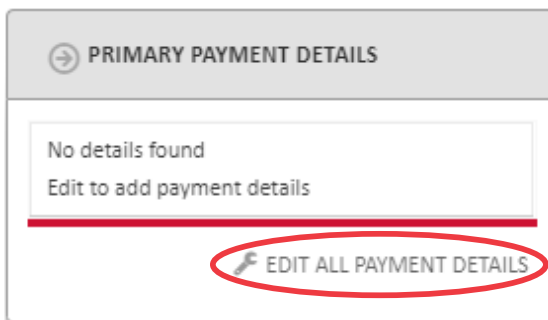 PRIMARY PAYMENT DETAILS
No details found
Edit to add payment details
EDIT ALL PAYMENT DETAILS